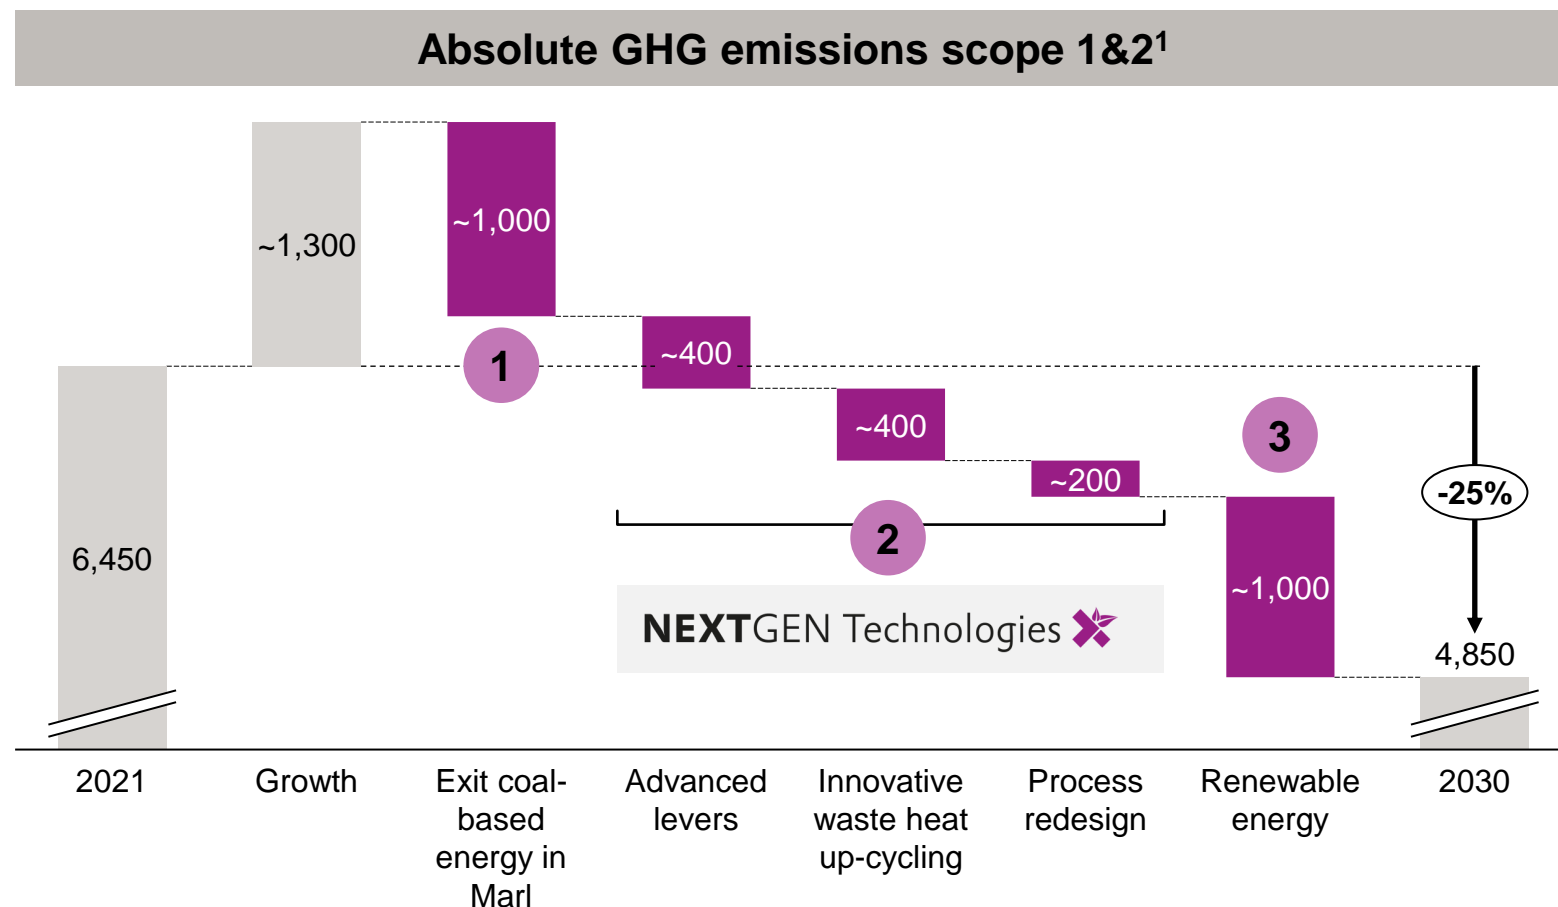 Absolute GHG emissions scope 1&2¹
~1,300
~1,000
1
~400
~400
~200
3
-25%
2
6,450
~1,000
NEXTGEN Technologies
4,850
2021
Growth
Exit coal-
based
energy in
Marl
Advanced
levers
Innovative
waste heat
up-cycling
Process
redesign
Renewable
energy
2030